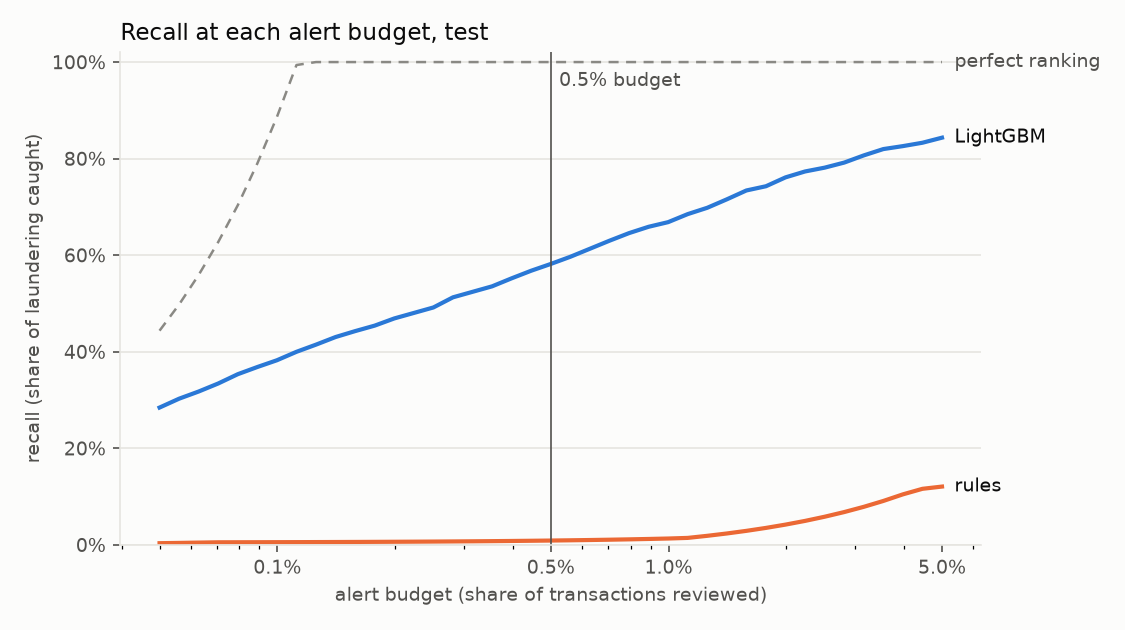 Recall at each alert budget, test
recall (share of laundering caught)
100%
80%
60%
40%
20%
0%
perfect ranking
0.5% budget
LightGBM
rules
0.1%
0.5%
1.0%
5.0%
alert budget (share of transactions reviewed)